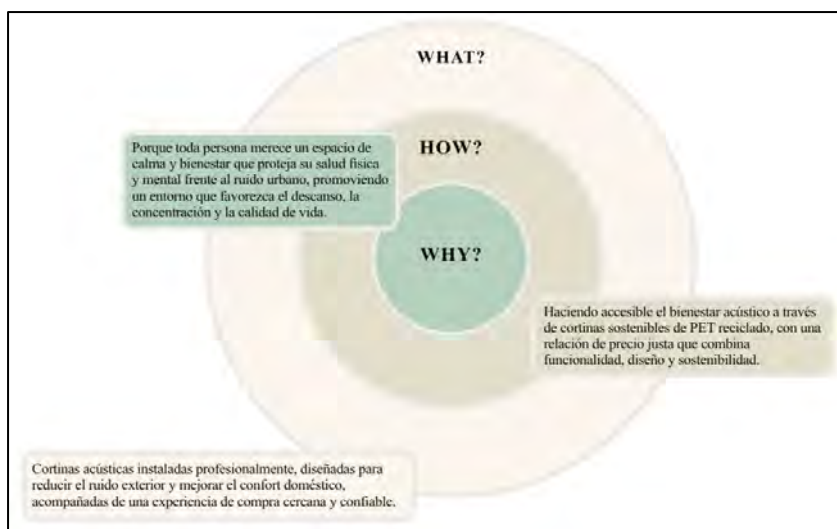 WHAT?
Porque toda persona merece un espacio de
calma y bienestar que proteja su salud física
y mental frente al ruido urbano, promoviendo
un entorno que favorezca el descanso, la
concentración y la calidad de vida.
HOW?
WHY?
Haciendo accesible el bienestar acústico a través
de cortinas sostenibles de PET reciclado, con una
relación de precio justa que combina
funcionalidad, diseño y sostenibilidad.
Cortinas acústicas instaladas profesionalmente, diseñadas para
reducir el ruido exterior y mejorar el confort doméstico,
acompañadas de una experiencia de compra cercana y confiable.